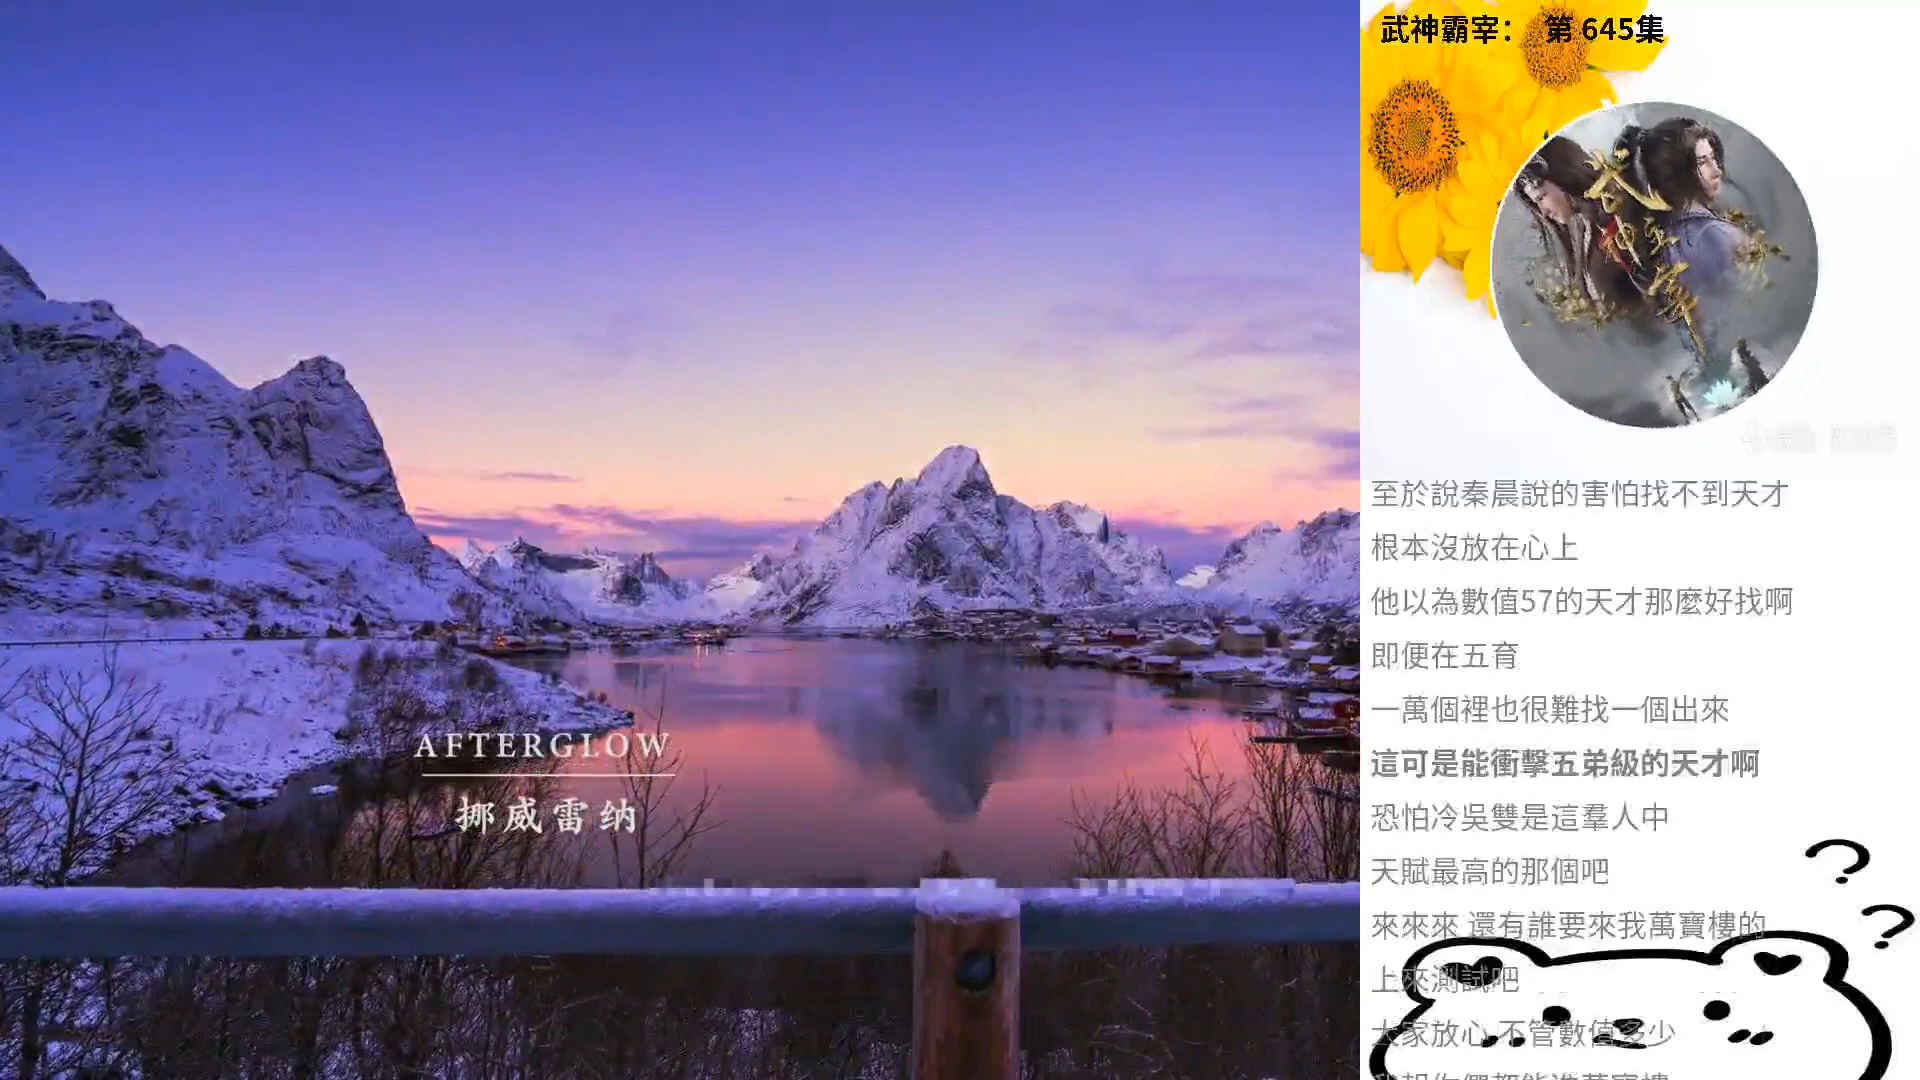 武神霸宰： 第 645集
武神主宰
至於說秦晨說的害怕找不到天才
根本沒放在心上
他以為數值57的天才那麼好找啊
即便在五育
一萬個裡也很難找一個出來
這可是能衝擊五弟級的天才啊
恐怕冷吳雙是這羣人中
天賦最高的那個吧
來來來 還有誰要來我萬寶樓的
上來測試吧
大家放心 不管數值多少
AFTERGLOW
挪威雷纳
? ?